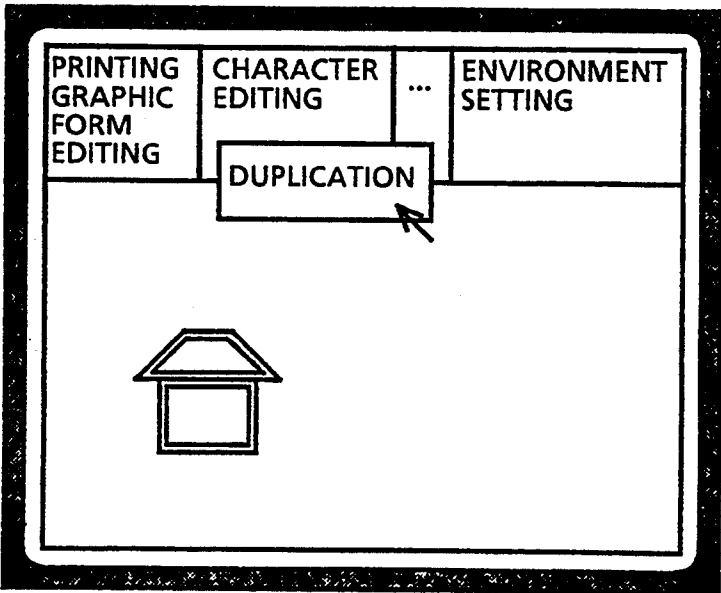 PRINTING
GRAPHIC
FORM
EDITING
CHARACTER
EDITING
...
ENVIRONMENT
SETTING
DUPLICATION